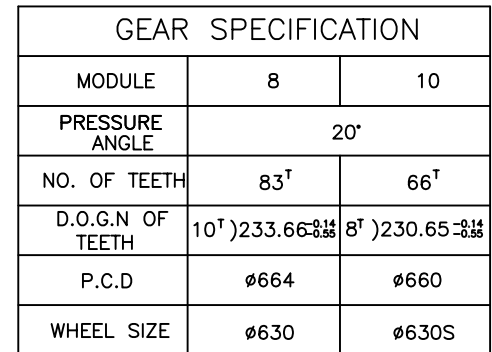 GEAR SPECIFICATION
MODULE 8 10
PRESSURE ANGLE 20°
NO. OF TEETH 83ᵀ 66ᵀ
D.O.G.N OF TEETH 10ᵀ )233.66 -0.14 -0.55 8ᵀ )230.65 -0.14 -0.55
P.C.D ø664 ø660
WHEEL SIZE ø630 ø630S